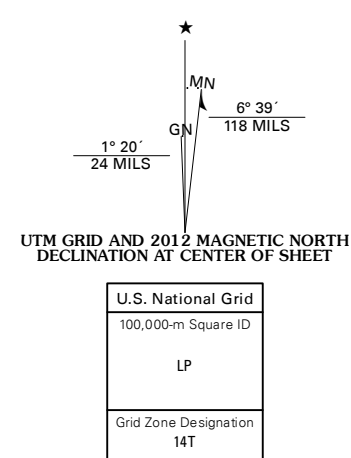 ★
MN
GN
6° 39´
118 MILS
1° 20´
24 MILS
UTM GRID AND 2012 MAGNETIC NORTH
DECLINATION AT CENTER OF SHEET
U.S. National Grid
100,000-m Square ID
LP
Grid Zone Designation
14T